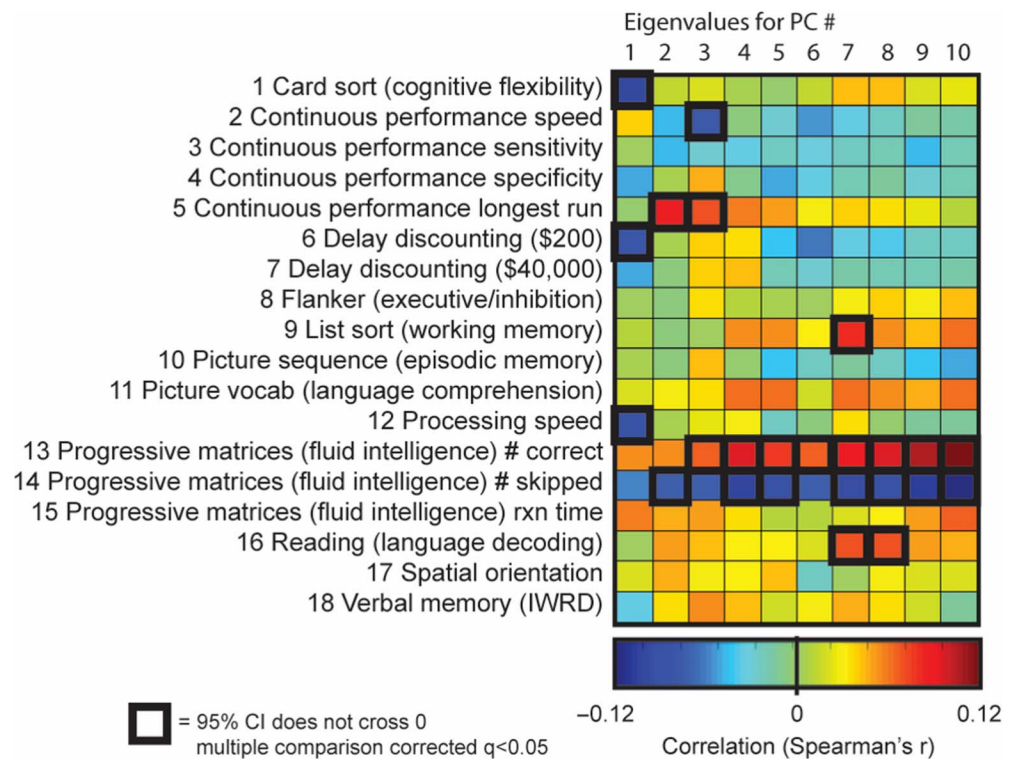 Eigenvalues for PC #
1 2 3 4 5 6 7 8 9 10
1 Card sort (cognitive flexibility)
2 Continuous performance speed
3 Continuous performance sensitivity
4 Continuous performance specificity
5 Continuous performance longest run
6 Delay discounting ($200)
7 Delay discounting ($40,000)
8 Flanker (executive/inhibition)
9 List sort (working memory)
10 Picture sequence (episodic memory)
11 Picture vocab (language comprehension)
12 Processing speed
13 Progressive matrices (fluid intelligence) # correct
14 Progressive matrices (fluid intelligence) # skipped
15 Progressive matrices (fluid intelligence) rxn time
16 Reading (language decoding)
17 Spatial orientation
18 Verbal memory (IWRD)
–0.12 0 0.12
Correlation (Spearman’s r)
= 95% CI does not cross 0
multiple comparison corrected q<0.05